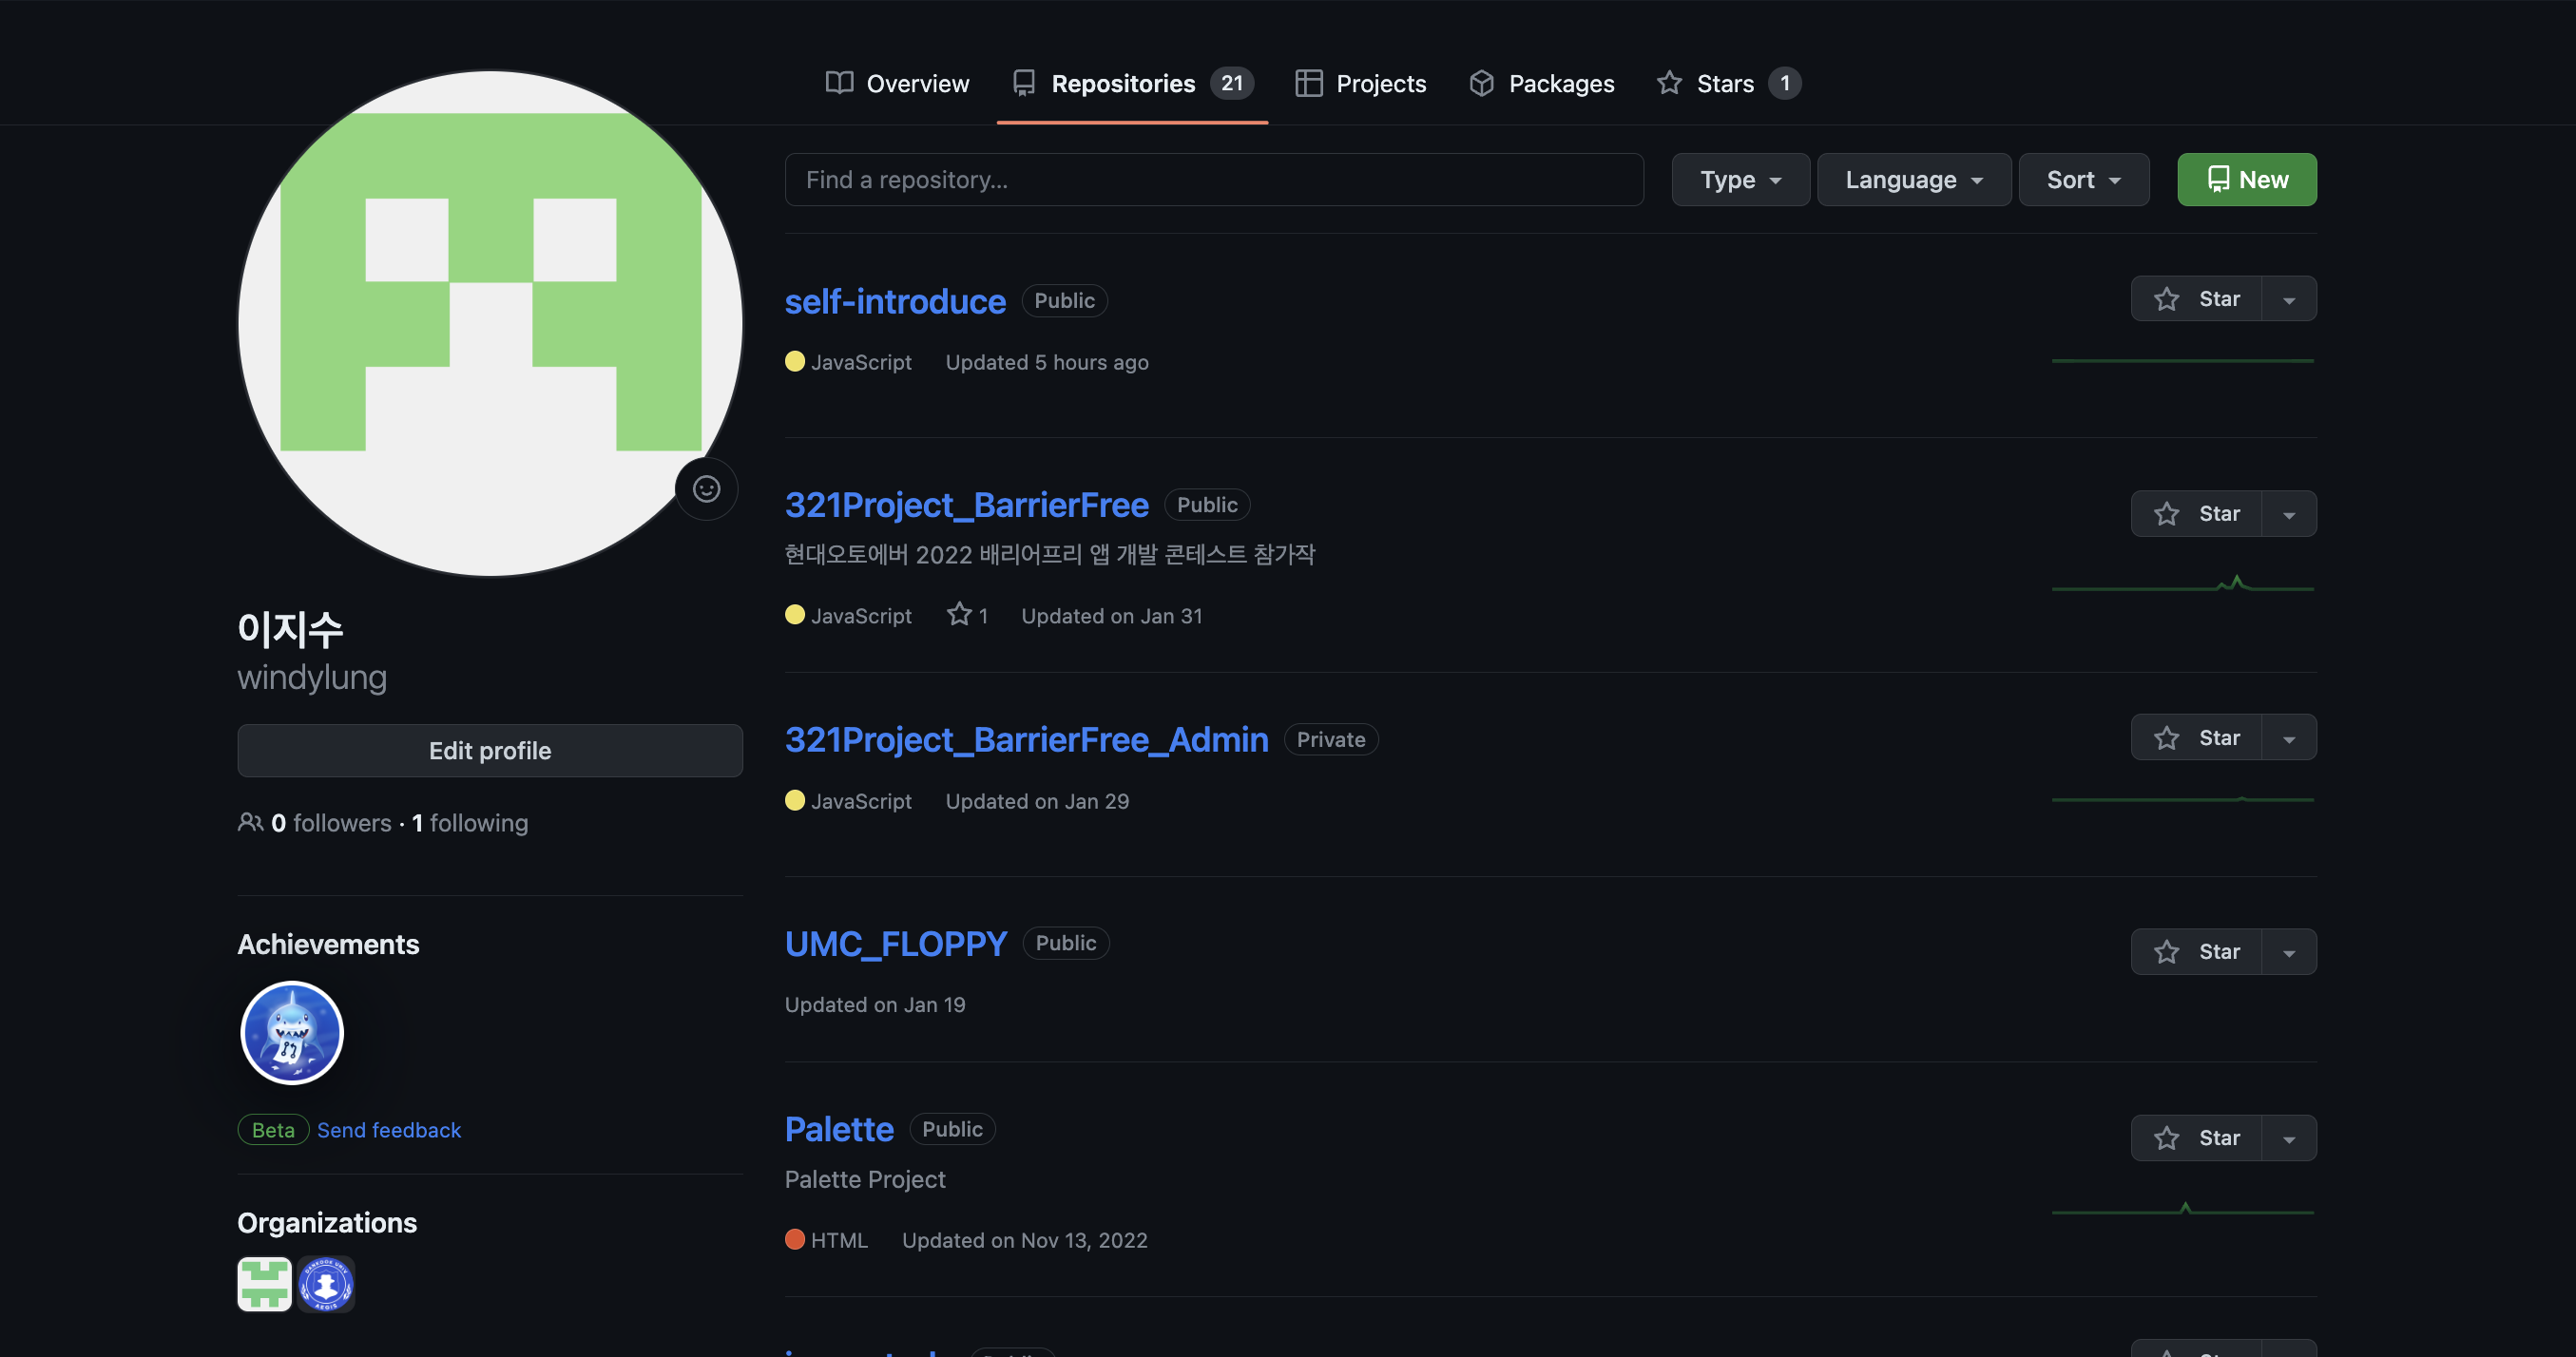 Overview Repositories 21 Projects Packages Stars 1
Find a repository...
Type Language Sort New
self-introduce Public
Star
JavaScript Updated 5 hours ago
321Project_BarrierFree Public
Star
현대오토에버 2022 배리어프리 앱 개발 콘테스트 참가작
JavaScript 1 Updated on Jan 31
321Project_BarrierFree_Admin Private
Star
JavaScript Updated on Jan 29
UMC_FLOPPY Public
Star
Updated on Jan 19
Palette Public
Star
Palette Project
HTML Updated on Nov 13, 2022
이지수
windylung
Edit profile
0 followers · 1 following
Achievements
Beta Send feedback
Organizations